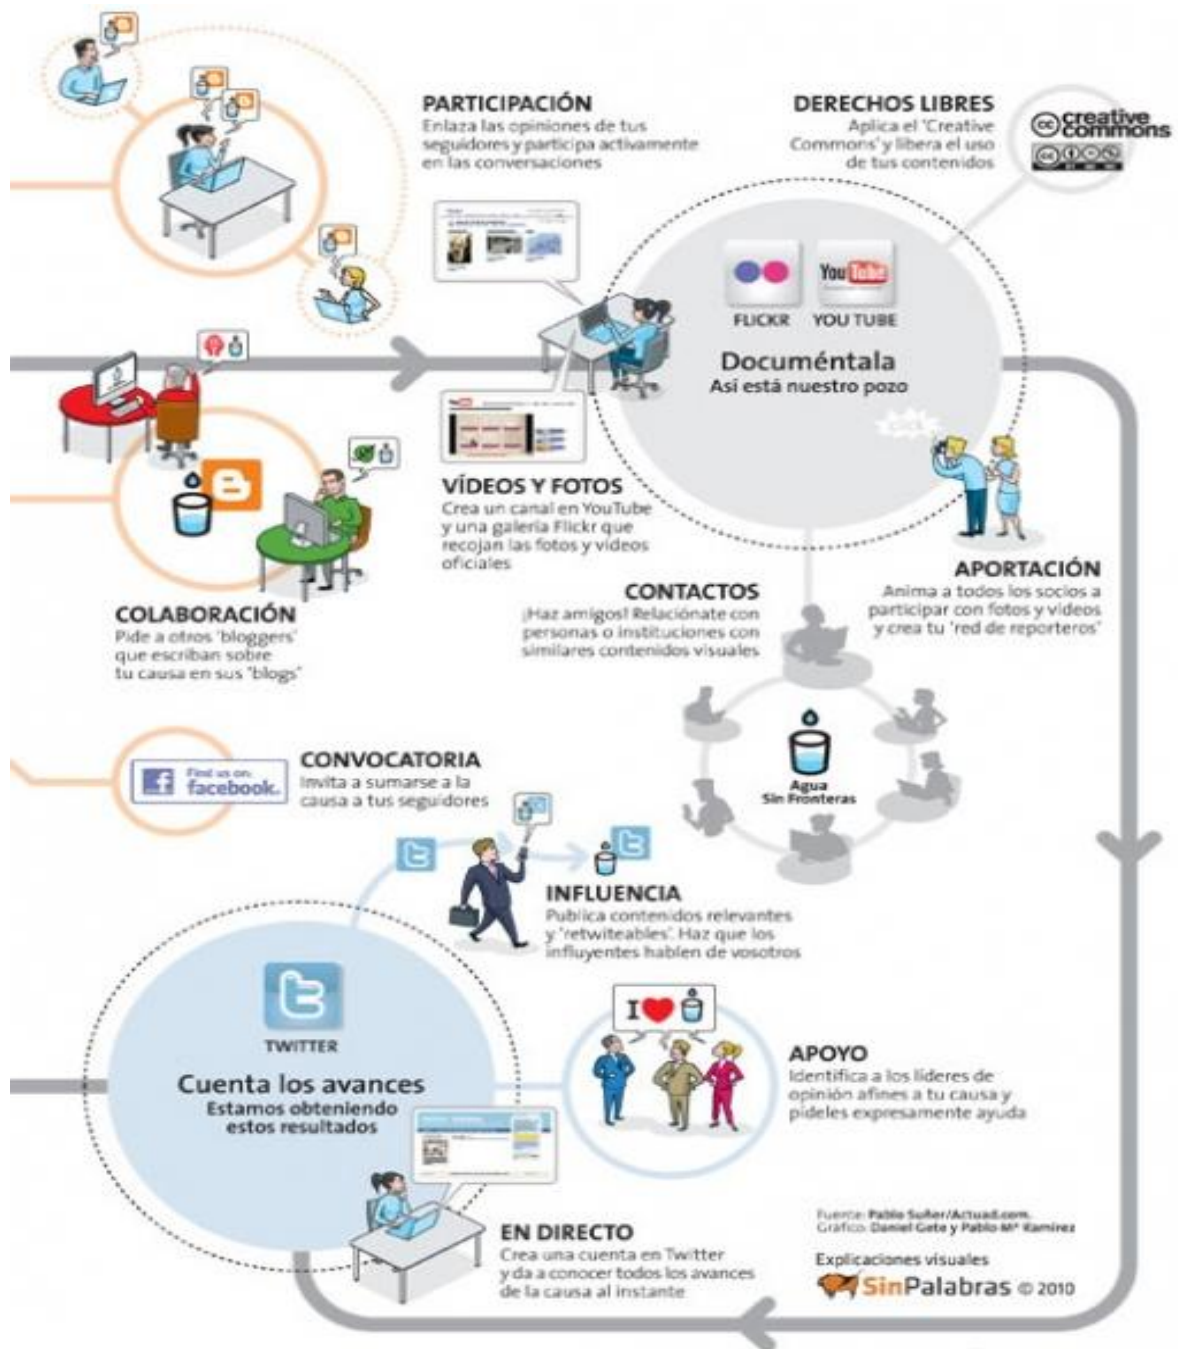 PARTICIPACIÓN
Enlaza las opiniones de tus
seguidores y participa activamente
en las conversaciones
DERECHOS LIBRES
Aplica el 'Creative
Commons' y libera el uso
de tus contenidos
cc creative
commons
FLICKR
You Tube
YOU TUBE
Documéntala
Así está nuestro pozo
click
VÍDEOS Y FOTOS
Crea un canal en YouTube
y una galería Flickr que
recojan las fotos y vídeos
oficiales
COLABORACIÓN
Pide a otros 'bloggers'
que escriban sobre
tu causa en sus 'blogs'
CONTACTOS
¡Haz amigos! Relaciónate con
personas o instituciones con
similares contenidos visuales
APORTACIÓN
Anima a todos los socios a
participar con fotos y vídeos
y crea tu 'red de reporteros'
Agua
Sin Fronteras
Find us on:
facebook.
CONVOCATORIA
Invita a sumarse a la
causa a tus seguidores
INFLUENCIA
Publica contenidos relevantes
y 'retwiteables'. Haz que los
influyentes hablen de vosotros
TWITTER
Cuenta los avances
Estamos obteniendo
estos resultados
I
APOYO
Identifica a los líderes de
opinión afines a tu causa y
pídeles expresamente ayuda
EN DIRECTO
Crea una cuenta en Twitter
y da a conocer todos los avances
de la causa al instante
Fuente: Pablo Suñer/Actuad.com.
Gráfico: Daniel Gete y Pablo Mª Ramírez
Explicaciones visuales
SinPalabras © 2010